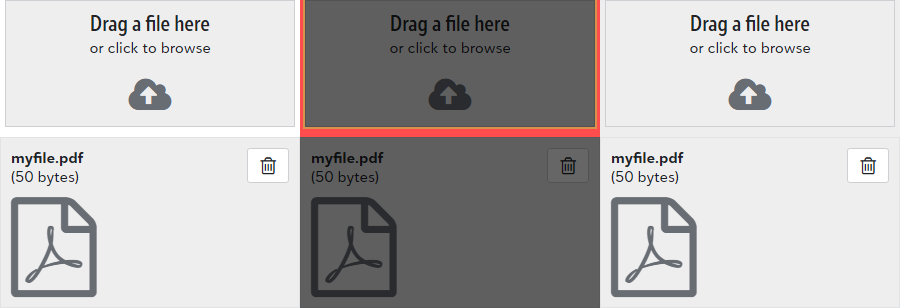 Drag a file here
or click to browse
myfile.pdf
(50 bytes)
Drag a file here
or click to browse
myfile.pdf
(50 bytes)
Drag a file here
or click to browse
myfile.pdf
(50 bytes)